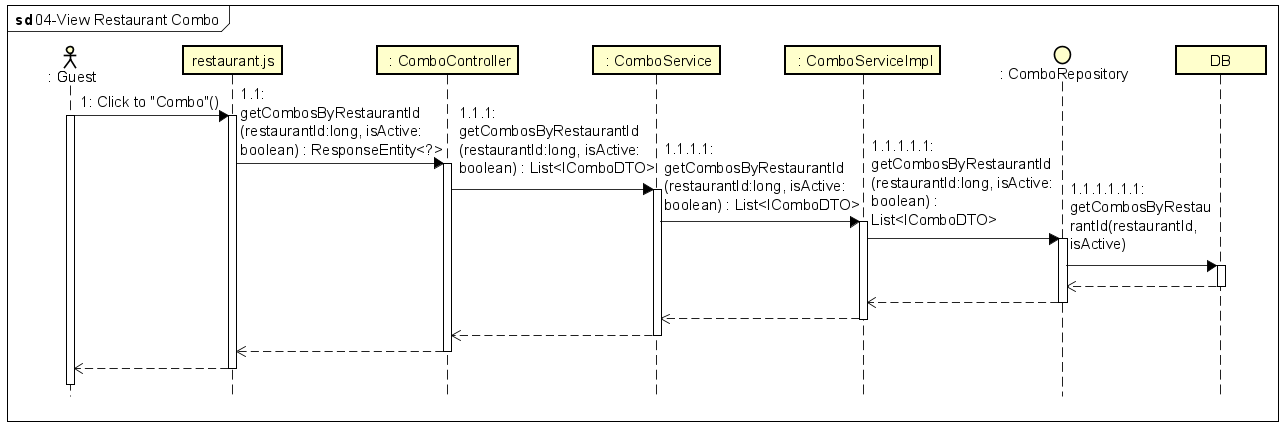 sd 04-View Restaurant Combo
: Guest
restaurant.js
: ComboController
: ComboService
: ComboServiceImpl
: ComboRepository
DB
1: Click to "Combo"()
1.1:
getCombosByRestaurantId
(restaurantId:long, isActive:
boolean) : ResponseEntity<?>
1.1.1:
getCombosByRestaurantId
(restaurantId:long, isActive:
boolean) : List<IComboDTO>
1.1.1.1:
getCombosByRestaurantId
(restaurantId:long, isActive:
boolean) : List<IComboDTO>
1.1.1.1.1:
getCombosByRestaurantId
(restaurantId:long, isActive:
boolean) :
List<IComboDTO>
1.1.1.1.1.1:
getCombosByRestau
rantId(restaurantId,
isActive)